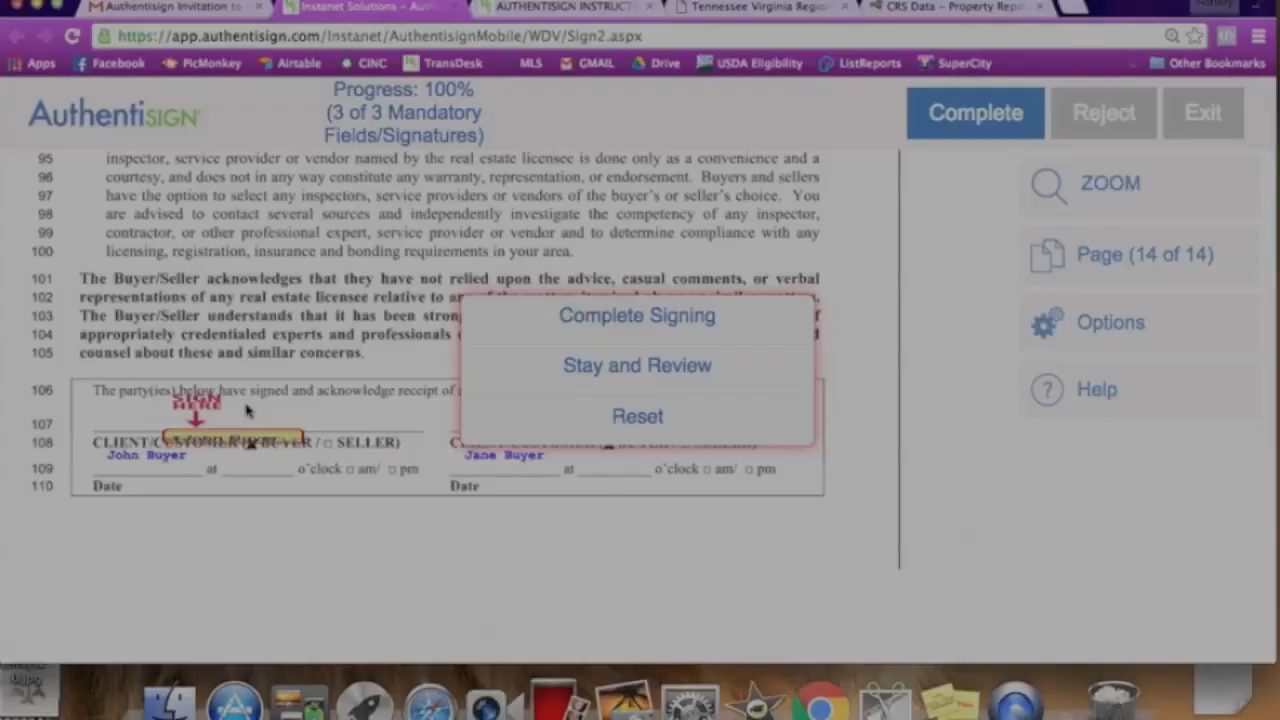 Authentisign Invitation to
Instanet Solutions - Auth
AUTHENTISIGN INSTRUCT
Tennessee Virginia Region
CRS Data - Property Repo
https://app.authentisign.com/Instanet/AuthentisignMobile/WDV/Sign2.aspx
Apps Facebook PicMonkey Airtable CINC TransDesk MLS GMAIL Drive USDA Eligibility ListReports SuperCity Other Bookmarks
AUTHENTISIGN
Progress: 100%
(3 of 3 Mandatory
Fields/Signatures)
Complete
Reject
Exit
95 inspector, service provider or vendor named by the real estate licensee is done only as a convenience and a
96 courtesy, and does not in any way constitute any warranty, representation, or endorsement. Buyers and sellers
97 have the option to select any inspectors, service providers or vendors of the buyer's or seller's choice. You
98 are advised to contact several sources and independently investigate the competency of any inspector,
99 contractor, or other professional expert, service provider or vendor and to determine compliance with any
100 licensing, registration, insurance and bonding requirements in your area.
101 The Buyer/Seller acknowledges that they have not relied upon the advice, casual comments, or verbal
102 representations of any real estate licensee relative to
103 The Buyer/Seller understands that it has been
104 appropriately credentialed experts and professionals
105 counsel about these and similar concerns.
106 The party(ies) below have signed and acknowledge receipt of
SIGN
HERE
107
108 CLIENT/CUSTOMER BUYER / □ SELLER)
John Buyer
Jane Buyer
109 at o'clock □ am/ □ pm at o'clock □ am/ □ pm
110 Date Date
Complete Signing
Stay and Review
Reset
ZOOM
Page (14 of 14)
Options
Help